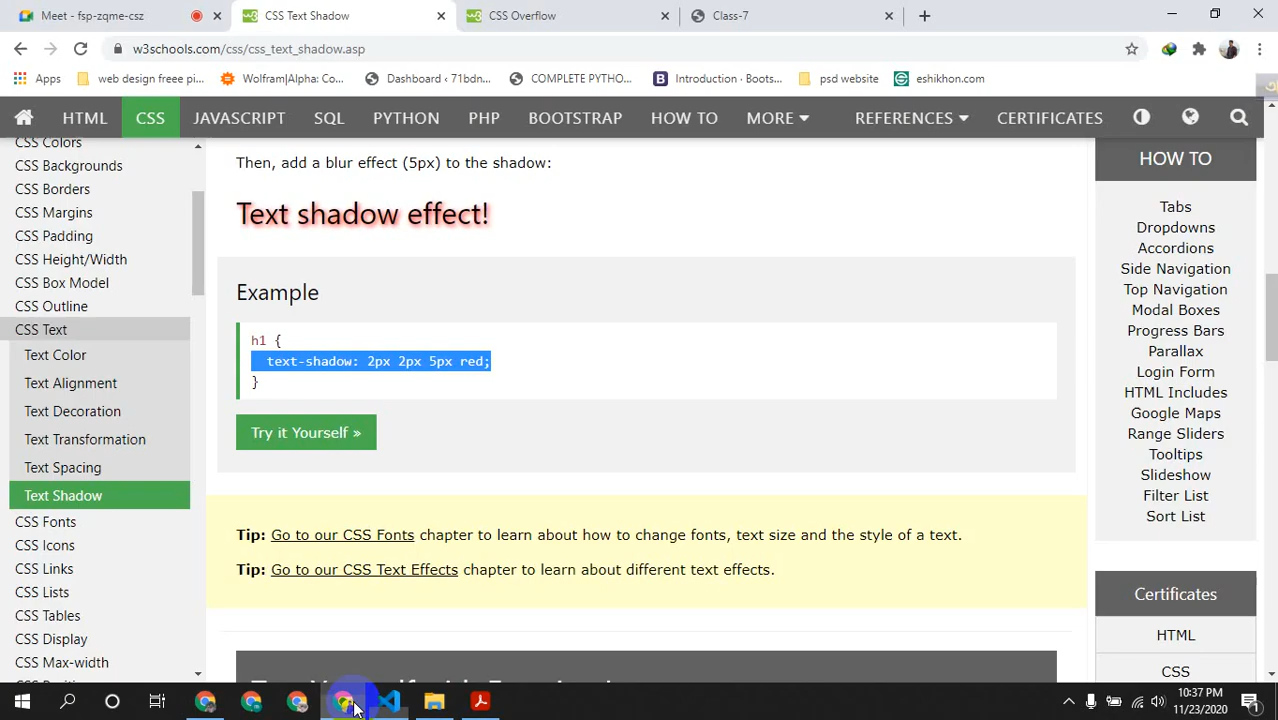 Meet - fsp-zqme-csz
CSS Text Shadow
CSS Overflow
Class-7
w3schools.com/css/css_text_shadow.asp
Apps
web design freee pi...
Wolfram|Alpha: Co...
Dashboard ‹ 71bdn...
COMPLETE PYTHO...
Introduction · Boots...
psd website
eshikhon.com
HTML
CSS
JAVASCRIPT
SQL
PYTHON
PHP
BOOTSTRAP
HOW TO
MORE
REFERENCES
CERTIFICATES
CSS Colors
CSS Backgrounds
CSS Borders
CSS Margins
CSS Padding
CSS Height/Width
CSS Box Model
CSS Outline
CSS Text
Text Color
Text Alignment
Text Decoration
Text Transformation
Text Spacing
Text Shadow
CSS Fonts
CSS Icons
CSS Links
CSS Lists
CSS Tables
CSS Display
CSS Max-width
Then, add a blur effect (5px) to the shadow:
Text shadow effect!
Example
h1 {
text-shadow: 2px 2px 5px red;
}
Try it Yourself »
Tip: Go to our CSS Fonts chapter to learn about how to change fonts, text size and the style of a text.
Tip: Go to our CSS Text Effects chapter to learn about different text effects.
HOW TO
Tabs
Dropdowns
Accordions
Side Navigation
Top Navigation
Modal Boxes
Progress Bars
Parallax
Login Form
HTML Includes
Google Maps
Range Sliders
Tooltips
Slideshow
Filter List
Sort List
Certificates
HTML
CSS
10:37 PM
11/23/2020